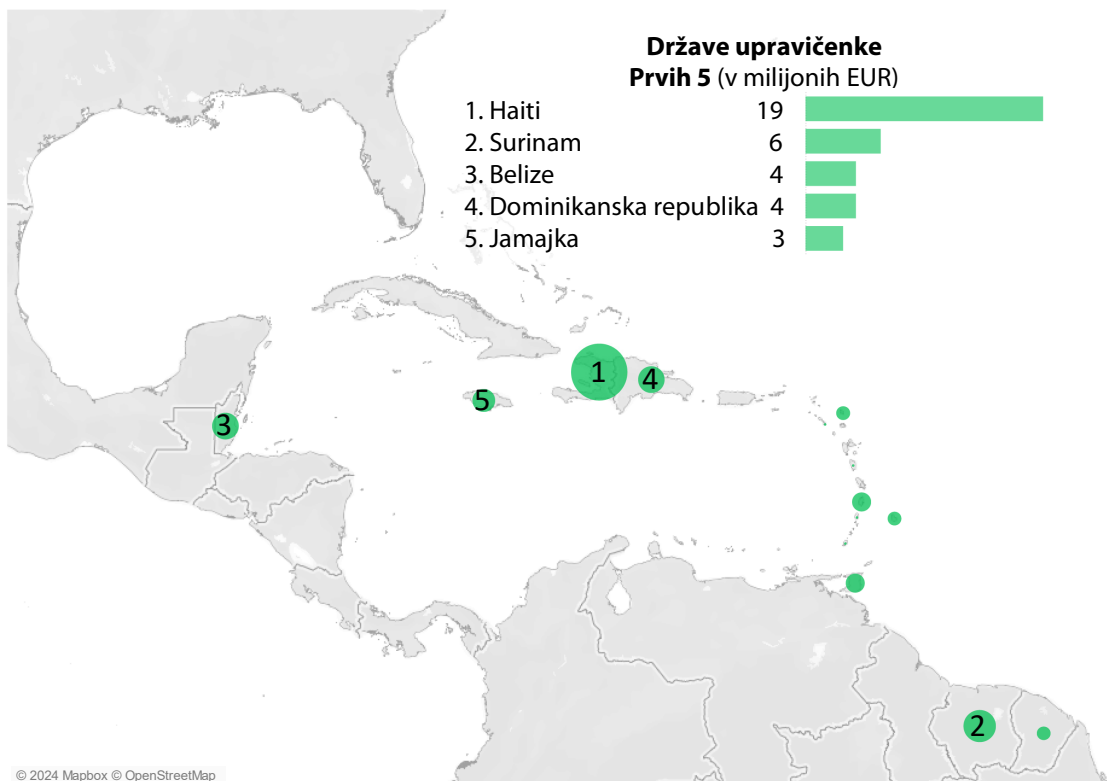 Države upravičenke
Prvih 5 (v milijonih EUR)
1. Haiti 19
2. Surinam 6
3. Belize 4
4. Dominikanska republika 4
5. Jamajka 3
1
4
5
3
2
© 2024 Mapbox © OpenStreetMap